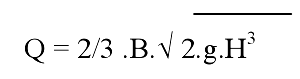 Q = 2/3 .B.√ 2.g.H³